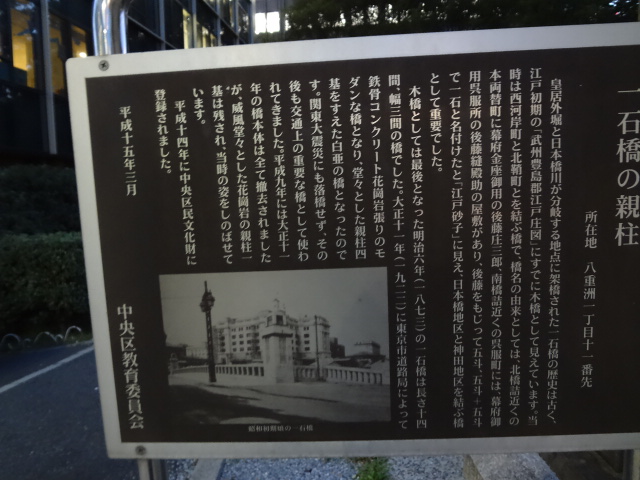 一石橋の親柱
所在地　八重洲一丁目十一番先
皇居外堀と日本橋川が分岐する地点に架橋された一石橋の歴史は古く、
江戸初期の「武州豊島郡江戸庄図」にすでに木橋として見えています。当
時は西河岸町と北鞘町とを結ぶ橋で、橋名の由来としては、北橋詰近くの
本両替町に幕府金座御用の後藤庄三郎、南橋詰近くの呉服町には、幕府御
用呉服所の後藤縫殿助の屋敷があり、後藤をもじって五斗、五斗＋五斗
で一石と名付けたと「江戸砂子」に見え、日本橋地区と神田地区を結ぶ橋
として重要でした。
木橋としては最後となった明治六年（一八七三）の一石橋は長さ十四
間、幅三間の橋でした。大正十一年（一九二二）に東京市道路局によって
鉄骨コンクリート花崗岩張りのモ
ダンな橋となり、堂々とした親柱四
基をすえた白亜の橋となったので
す。関東大震災にも落橋せず、その
後も交通上の重要な橋として使わ
れてきました。平成九年には大正十一
年の橋本体は全て撤去されました
が、威風堂々とした花崗岩の親柱一
基は残され、当時の姿をしのばせて
います。
平成十四年に中央区民文化財に
登録されました。
平成十五年三月
中央区教育委員会
昭和初期頃の一石橋